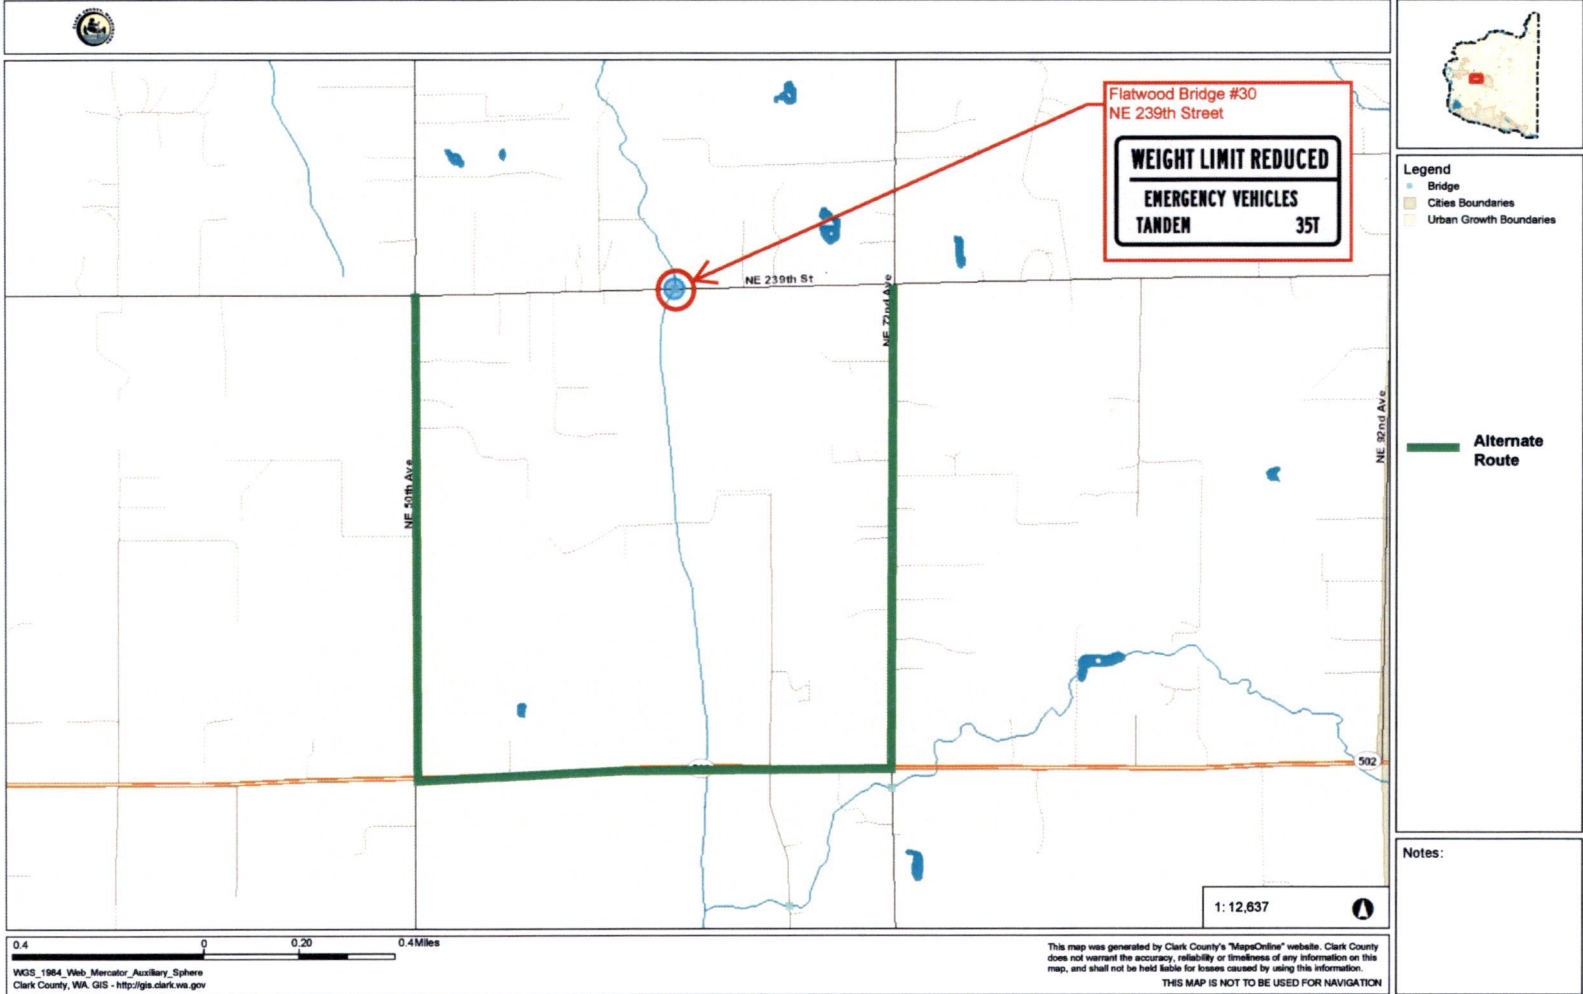 Flatwood Bridge #30
NE 239th Street
WEIGHT LIMIT REDUCED
EMERGENCY VEHICLES
TANDEM 35T
NE 239th St
NE 72nd Ave
NE 50th Ave
NE 92nd Ave
502
1: 12,637
Legend
Bridge
Cities Boundaries
Urban Growth Boundaries
Alternate
Route
Notes:
0.4 0 0.20 0.4Miles
WGS_1984_Web_Mercator_Auxiliary_Sphere
Clark County, WA. GIS - http://gis.clark.wa.gov
This map was generated by Clark County's "MapsOnline" website. Clark County
does not warrant the accuracy, reliability or timeliness of any information on this
map, and shall not be held liable for losses caused by using this information.
THIS MAP IS NOT TO BE USED FOR NAVIGATION